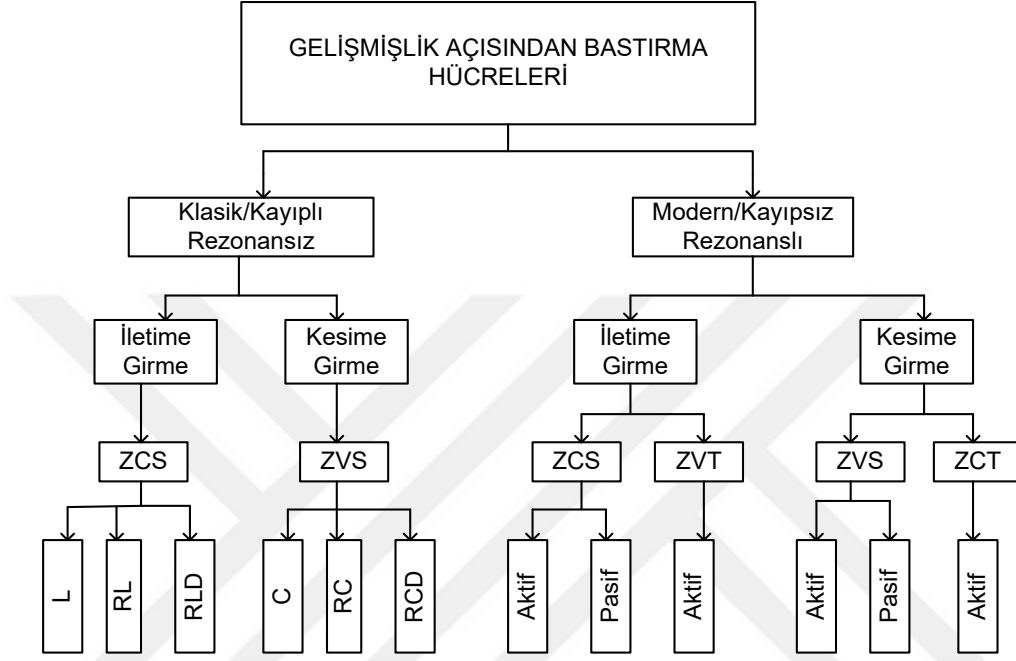 GELİŞMİŞLİK AÇISINDAN BASTIRMA
HÜCRELERİ
Klasik/Kayıplı
Rezonansız
Modern/Kayıpsız
Rezonanslı
İletime
Girme
Kesime
Girme
İletime
Girme
Kesime
Girme
ZCS
ZVS
ZCS
ZVT
ZVS
ZCT
L
RL
RLD
C
RC
RCD
Aktif
Pasif
Aktif
Aktif
Pasif
Aktif